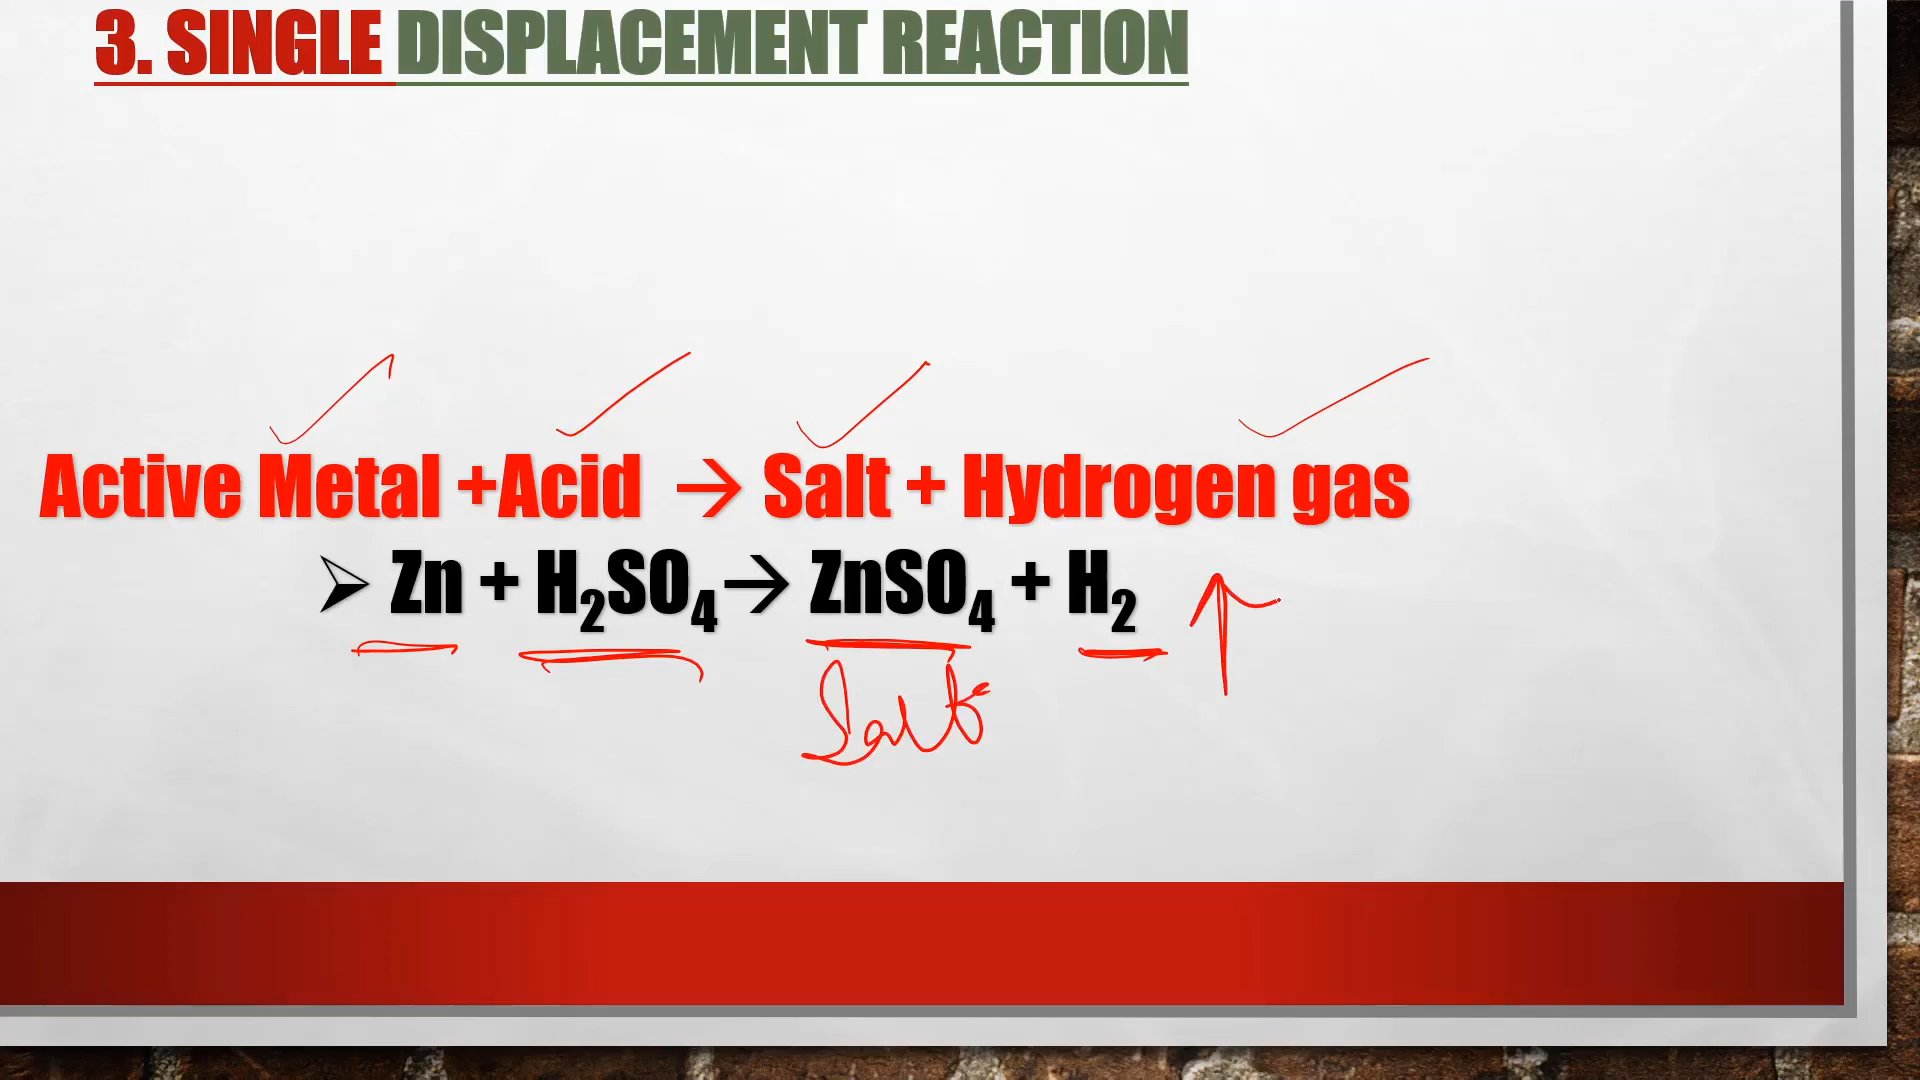 3. SINGLE DISPLACEMENT REACTION
Active Metal +Acid → Salt + Hydrogen gas
➢ Zn + H₂SO₄→ ZnSO₄ + H₂ ↑
Salt